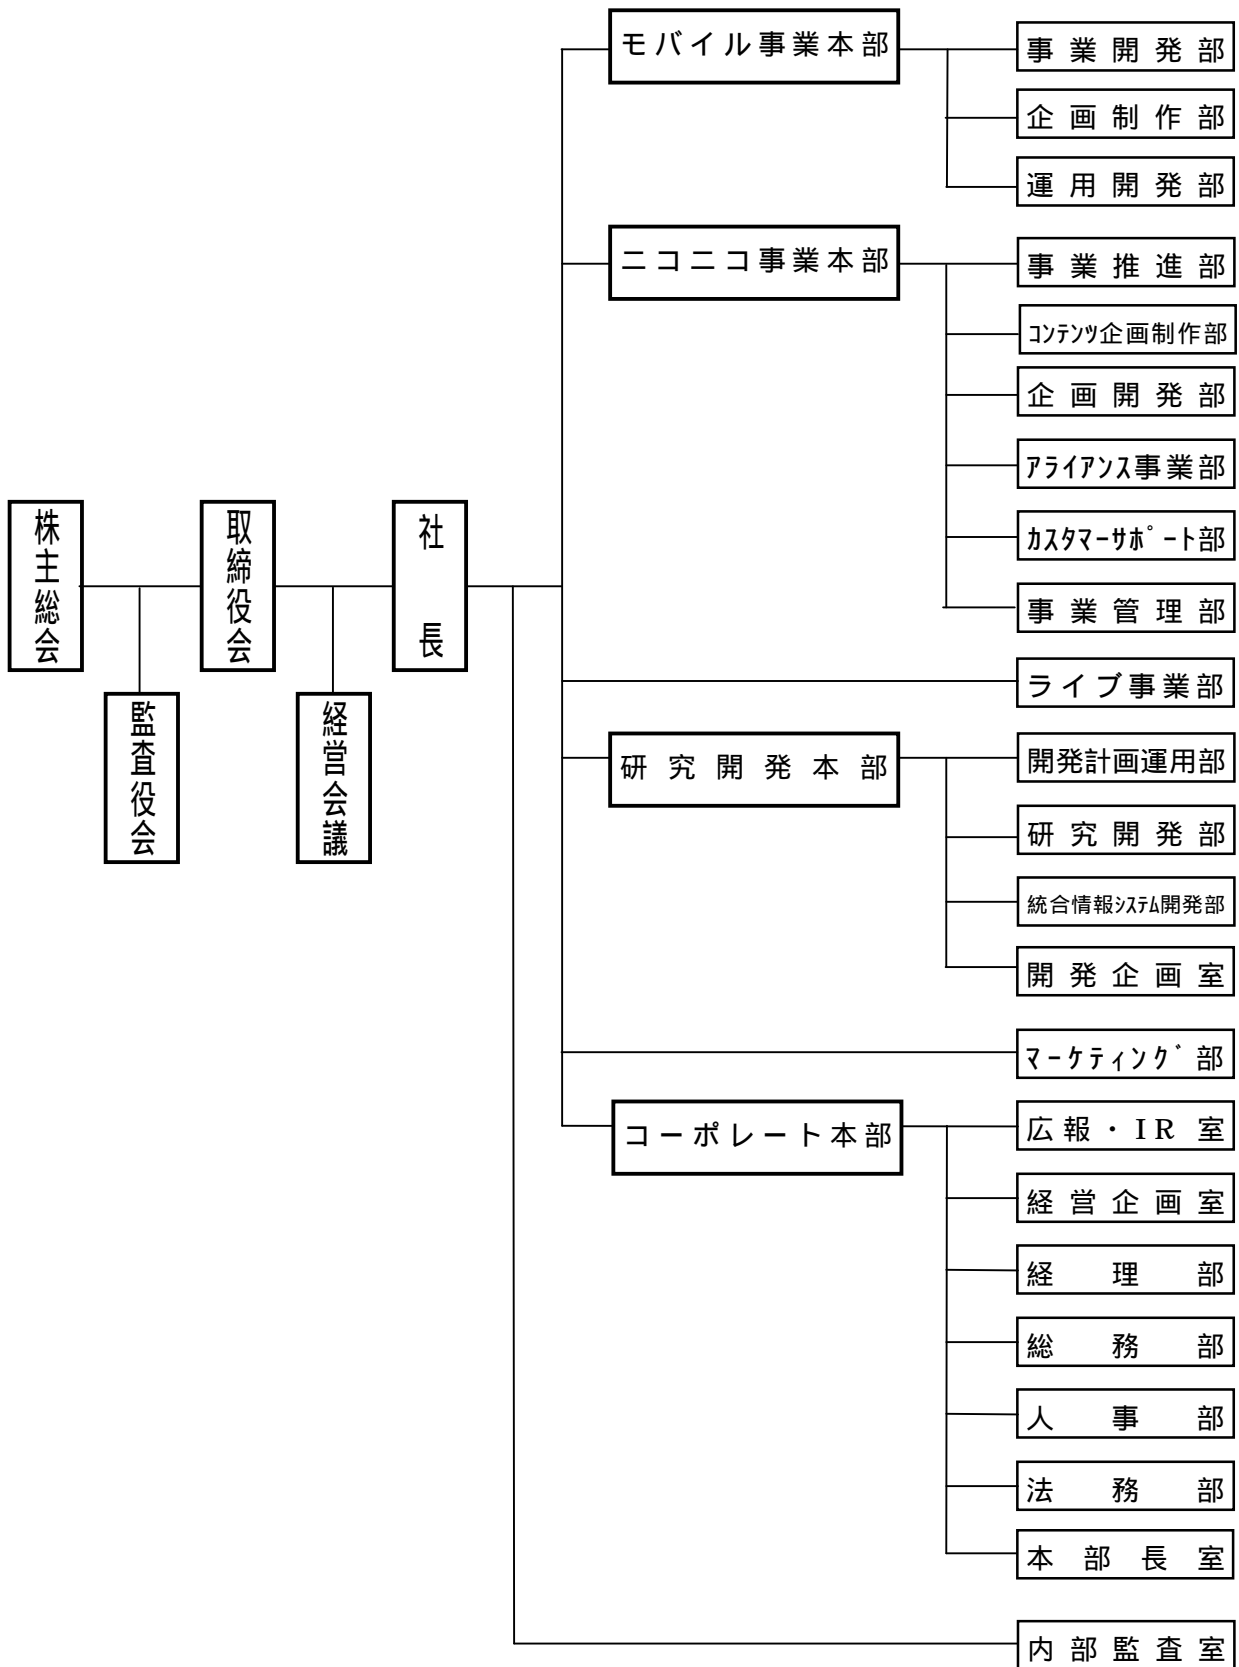 株主総会
監査役会
取締役会
経営会議
社長
モバイル事業本部
事業開発部
企画制作部
運用開発部
ニコニコ事業本部
事業推進部
ｺﾝﾃﾝﾂ企画制作部
企画開発部
ｱﾗｲｱﾝｽ事業部
ｶｽﾀﾏｰｻﾎﾟｰﾄ部
事業管理部
ライブ事業部
研究開発本部
開発計画運用部
研究開発部
統合情報ｼｽﾃﾑ開発部
開発企画室
ﾏｰｹﾃｨﾝｸﾞ部
コーポレート本部
広報・IR室
経営企画室
経理部
総務部
人事部
法務部
本部長室
内部監査室